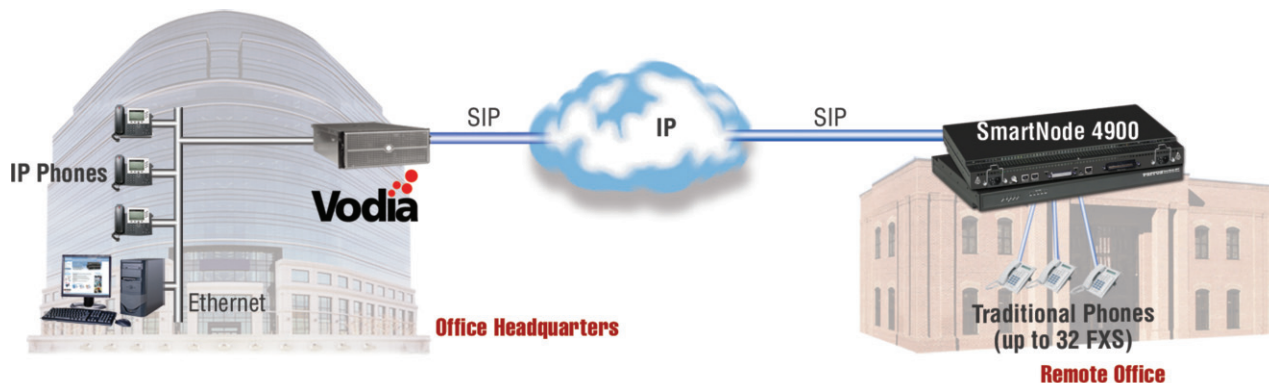 IP Phones
Ethernet
Vodia
Office Headquarters
SIP
IP
SIP
SmartNode 4900
Traditional Phones
(up to 32 FXS)
Remote Office